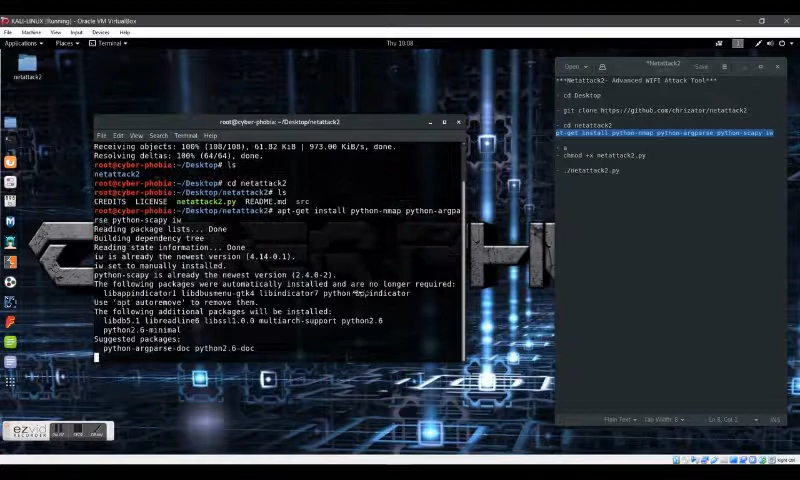 KALI-LINUX [Running] - Oracle VM VirtualBox
File Machine View Input Devices Help
Applications Places Terminal Thu 10:08
netattack2
*Netattack2
Open Save
***Netattack2- Advanced WIFI Attack Tool***
- cd Desktop
- git clone https://github.com/chrizator/netattack2
- cd netattack2
pt-get install python-nmap python-argparse python-scapy iw
- chmod +x netattack2.py
- ./netattack2.py
Plain Text Tab Width: 8 Ln 8, Col 1 INS
root@cyber-phobia: ~/Desktop/netattack2
File Edit View Search Terminal Help
Receiving objects: 100% (108/108), 61.82 KiB | 973.00 KiB/s, done.
Resolving deltas: 100% (64/64), done.
root@cyber-phobia:~/Desktop# ls
netattack2
root@cyber-phobia:~/Desktop# cd netattack2
root@cyber-phobia:~/Desktop/netattack2# ls
CREDITS LICENSE netattack2.py README.md src
root@cyber-phobia:~/Desktop/netattack2# apt-get install python-nmap python-argpa
rse python-scapy iw
Reading package lists... Done
Building dependency tree
Reading state information... Done
iw is already the newest version (4.14-0.1).
iw set to manually installed.
python-scapy is already the newest version (2.4.0-2).
The following packages were automatically installed and are no longer required:
libappindicator1 libdbusmenu-gtk4 libindicator7
Use 'apt autoremove' to remove them.
The following additional packages will be installed:
libdb5.1 libreadline6 libssl1.0.0 multiarch-support python2.6
python2.6-minimal
Suggested packages:
python-argparse-doc python2.6-doc
ezvid
RECORDER
DRAW
Right Ctrl